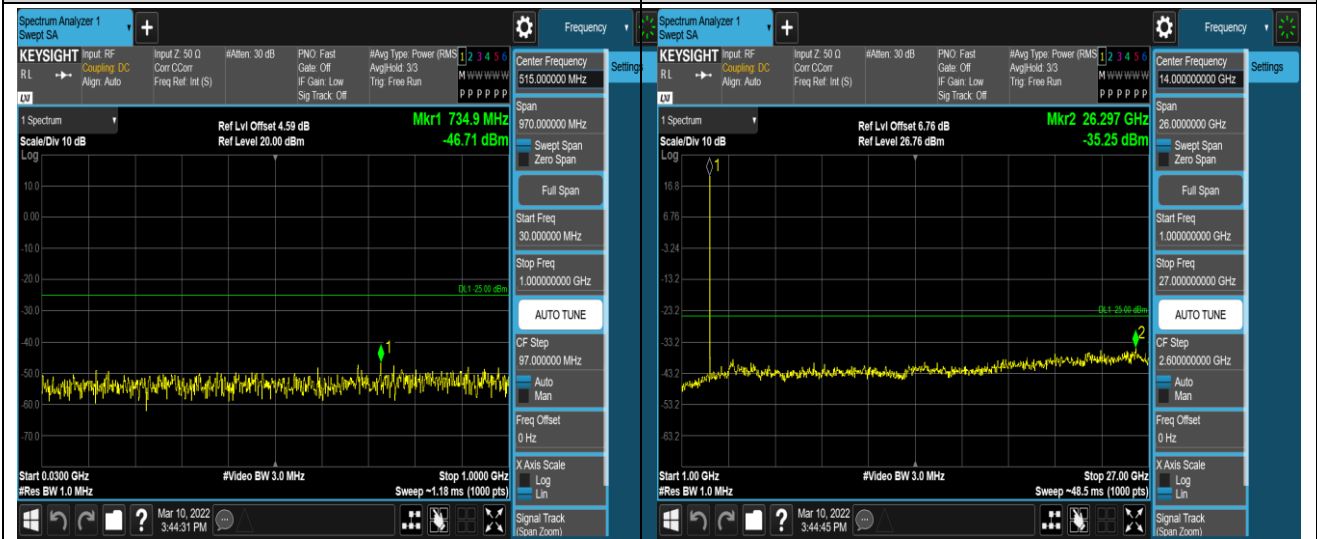 Spectrum Analyzer 1
Swept SA
Frequency
KEYSIGHT
RL
LXI
Input: RF
Coupling: DC
Align: Auto
Input Z: 50 Ω
Corr CCorr
Freq Ref: Int (S)
#Atten: 30 dB
PNO: Fast
Gate: Off
IF Gain: Low
Sig Track: Off
#Avg Type: Power (RMS
Avg|Hold: 3/3
Trig: Free Run
1 2 3 4 5 6
M W W W W W
P P P P P P
Center Frequency
515.000000 MHz
Settings
1 Spectrum
Scale/Div 10 dB
Log
Ref Lvl Offset 4.59 dB
Ref Level 20.00 dBm
Mkr1 734.9 MHz
-46.71 dBm
10.0
0.00
-10.0
-20.0
-30.0
-40.0
-50.0
-60.0
-70.0
DL1 -25.00 dBm
1
Start 0.0300 GHz
#Res BW 1.0 MHz
#Video BW 3.0 MHz
Stop 1.0000 GHz
Sweep ~1.18 ms (1000 pts)
Span
970.000000 MHz
Swept Span
Zero Span
Full Span
Start Freq
30.000000 MHz
Stop Freq
1.000000000 GHz
AUTO TUNE
CF Step
97.000000 MHz
Auto
Man
Freq Offset
0 Hz
X Axis Scale
Log
Lin
Signal Track
(Span Zoom)
?
Mar 10, 2022
3:44:31 PM
Spectrum Analyzer 1
Swept SA
Frequency
KEYSIGHT
RL
LXI
Input: RF
Coupling: DC
Align: Auto
Input Z: 50 Ω
Corr CCorr
Freq Ref: Int (S)
#Atten: 30 dB
PNO: Fast
Gate: Off
IF Gain: Low
Sig Track: Off
#Avg Type: Power (RMS
Avg|Hold: 3/3
Trig: Free Run
1 2 3 4 5 6
M W W W W W
P P P P P P
Center Frequency
14.000000000 GHz
Settings
1 Spectrum
Scale/Div 10 dB
Log
Ref Lvl Offset 6.76 dB
Ref Level 26.76 dBm
Mkr2 26.297 GHz
-35.25 dBm
1
16.8
6.76
-3.24
-13.2
-23.2
-33.2
-43.2
-53.2
-63.2
DL1 -25.00 dBm
2
Start 1.00 GHz
#Res BW 1.0 MHz
#Video BW 3.0 MHz
Stop 27.00 GHz
Sweep ~48.5 ms (1000 pts)
Span
26.0000000 GHz
Swept Span
Zero Span
Full Span
Start Freq
1.000000000 GHz
Stop Freq
27.000000000 GHz
AUTO TUNE
CF Step
2.600000000 GHz
Auto
Man
Freq Offset
0 Hz
X Axis Scale
Log
Lin
Signal Track
(Span Zoom)
?
Mar 10, 2022
3:44:45 PM